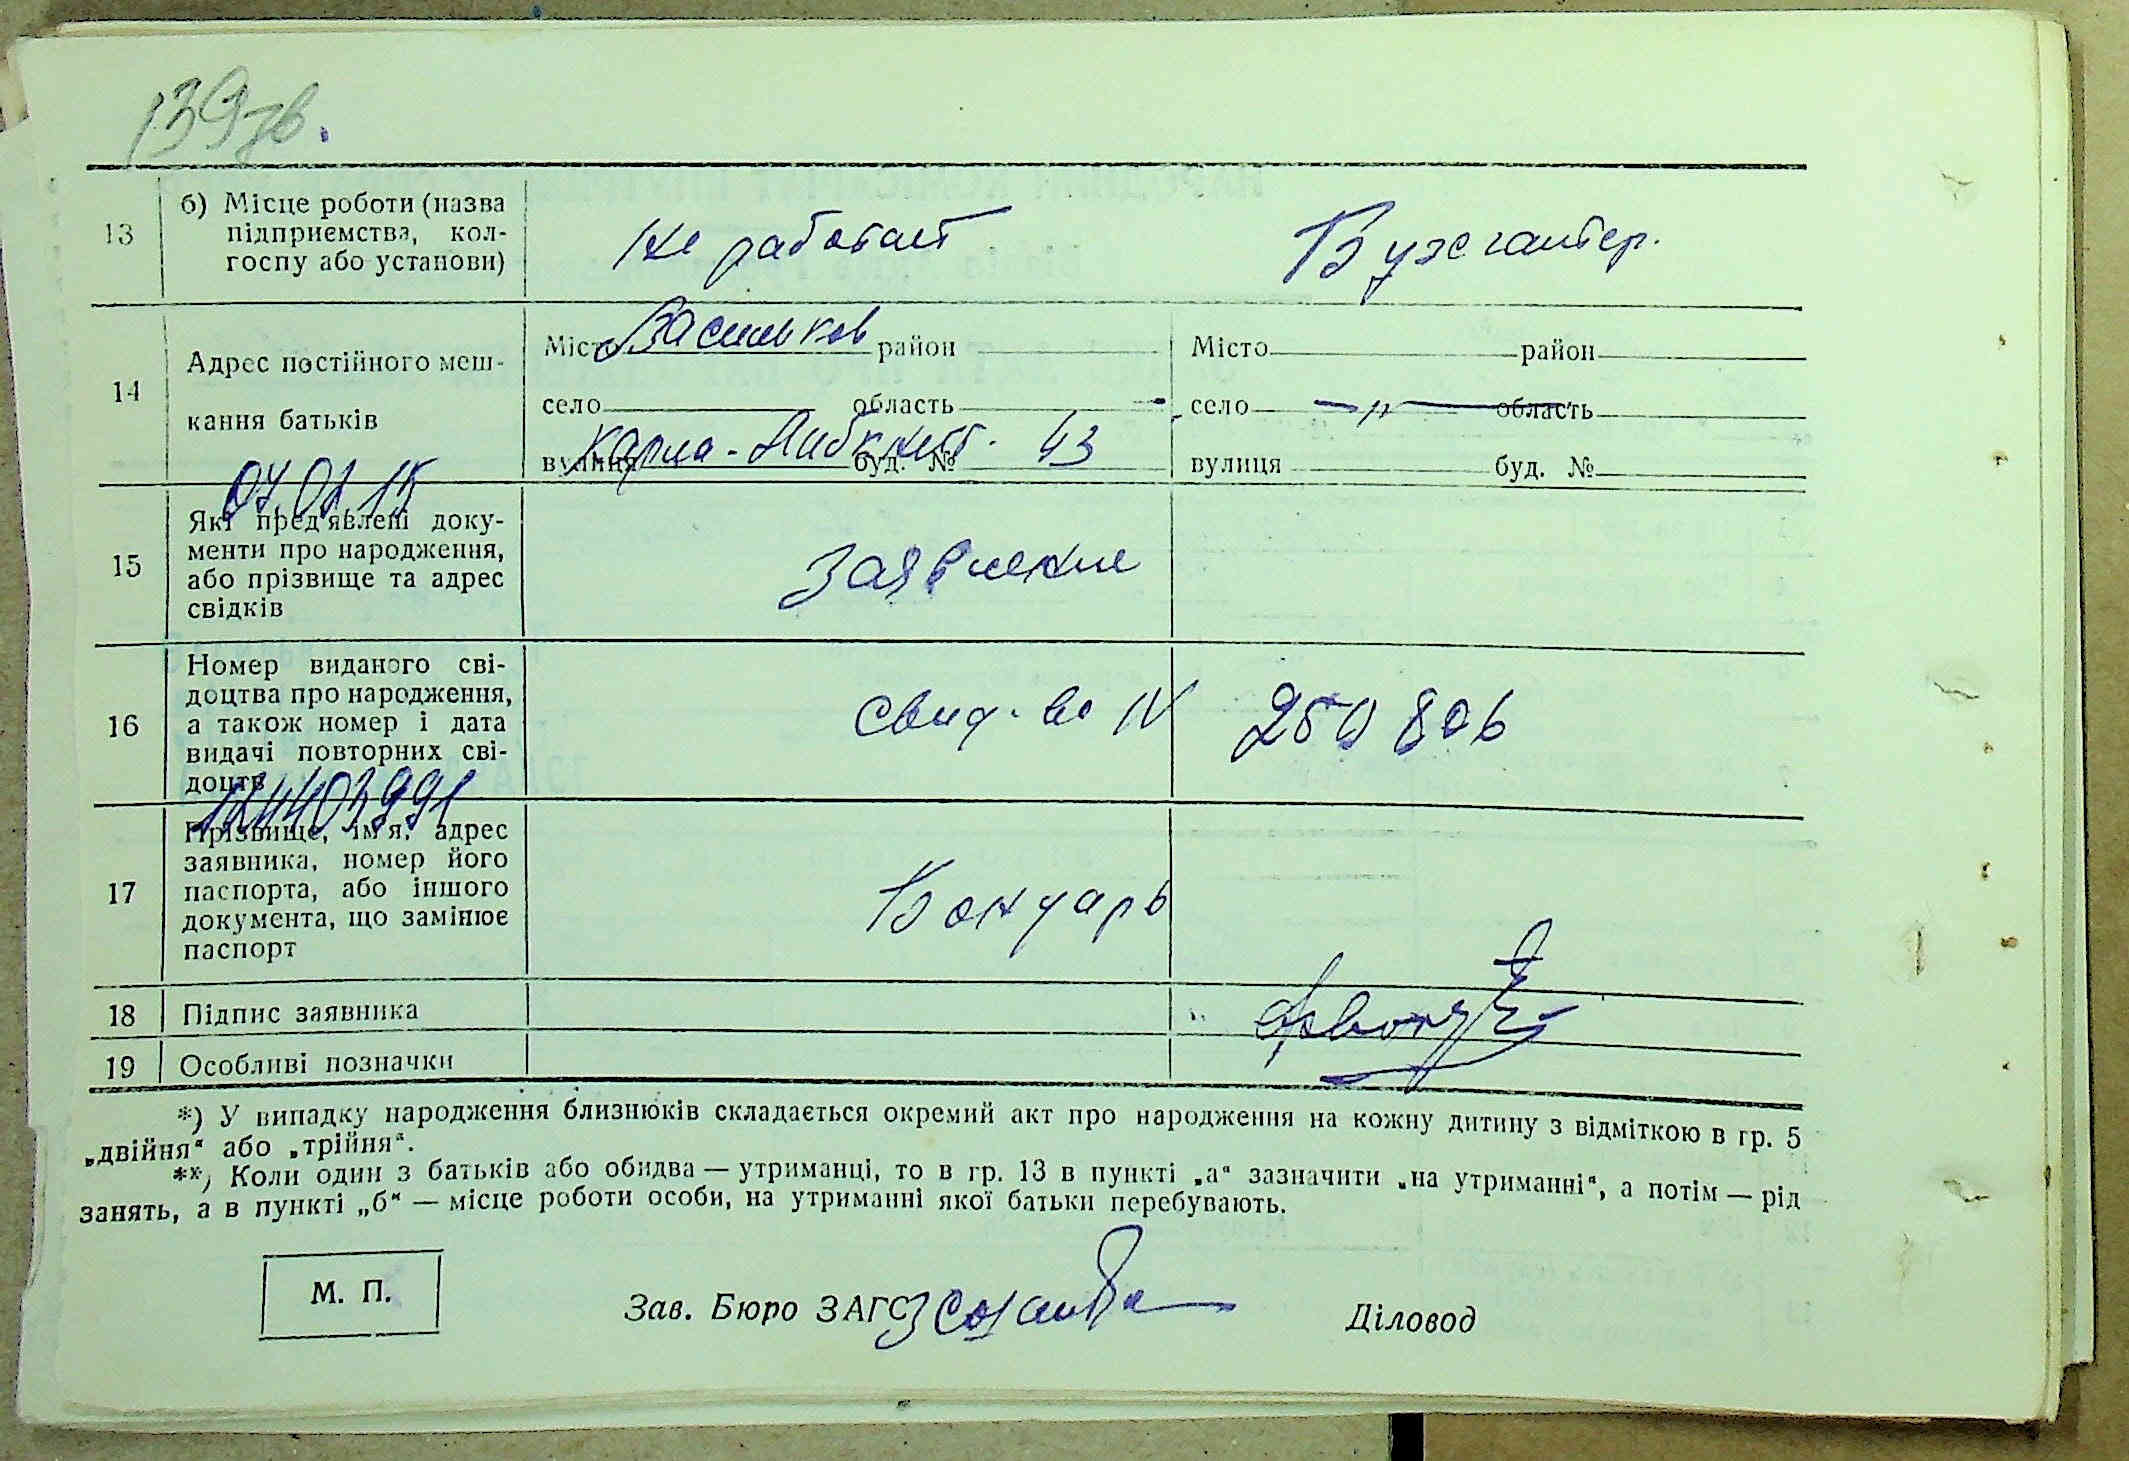 139зв.
13
б) Місце роботи (назва
підприємства, кол-
госпу або установи)
Не работает
Бухгалтер.
14
Адрес постійного меш-
кання батьків
Місто Васильков район
село область
вулиця Карла-Либкнехт. буд. № 43
Місто район
село —〃— область
вулиця буд. №
07.01.15
15
Які пред'явлені доку-
менти про народження,
або прізвище та адрес
свідків
Заявление
16
Номер виданого сві-
доцтва про народження,
а також номер і дата
видачі повторних сві-
доцтв
Свид-во N 250806
17
Прізвище, ім'я, адрес
заявника, номер його
паспорта, або іншого
документа, що замінює
паспорт
Бондарь
18 Підпис заявника
19 Особливі позначки
*) У випадку народження близнюків складається окремий акт про народження на кожну дитину з відміткою в гр. 5
„двійня“ або „трійня“.
**) Коли один з батьків або обидва — утриманці, то в гр. 13 в пункті „а“ зазначити „на утриманні“, а потім — рід
занять, а в пункті „б“ — місце роботи особи, на утриманні якої батьки перебувають.
М. П.
Зав. Бюро ЗАГС
Діловод